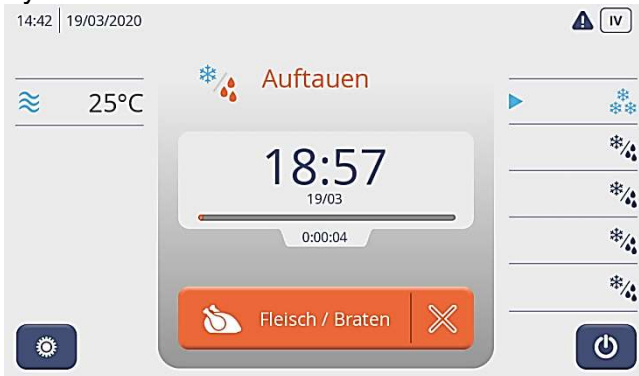 14:42 19/03/2020
IV
Auftauen
25°C
18:57
19/03
0:00:04
Fleisch / Braten